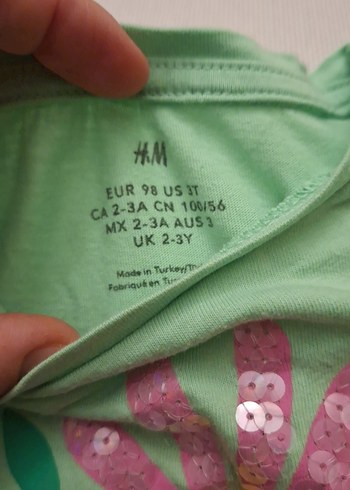 H&M
EUR 98 US 3T
CA 2-3A CN 100/56
MX 2-3A AUS 3
UK 2-3Y
Made in Turkey/
Fabriqué en